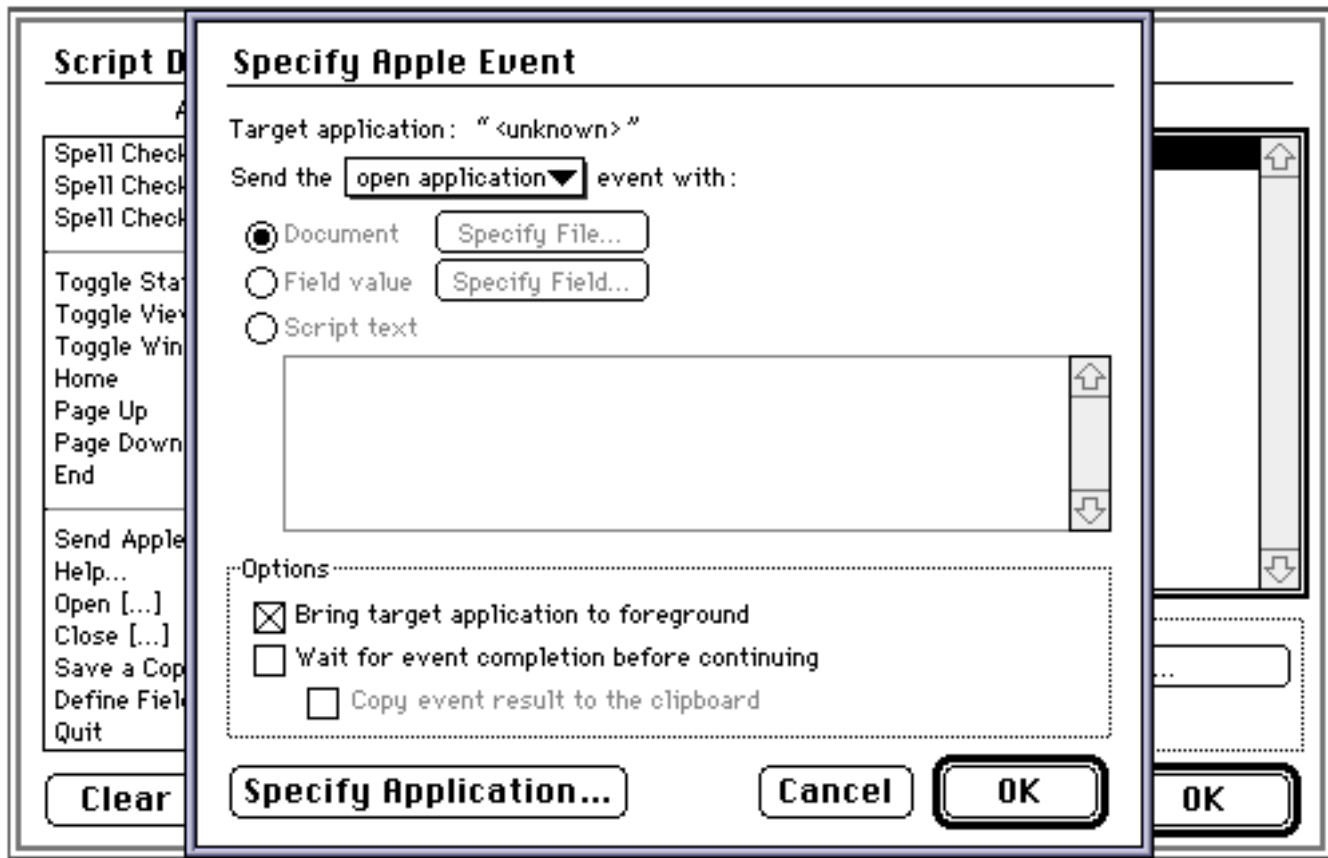 Script D
Specify Apple Event
Target application: "<unknown>"
Send the open application event with:
Document Specify File...
Field value Specify Field...
Script text
Options
Bring target application to foreground
Wait for event completion before continuing
Copy event result to the clipboard
Specify Application... Cancel OK
Spell Check
Spell Check
Spell Check
Toggle Sta
Toggle View
Toggle Win
Home
Page Up
Page Down
End
Send Apple
Help...
Open [...]
Close [...]
Save a Cop
Define Field
Quit
...
Clear
OK